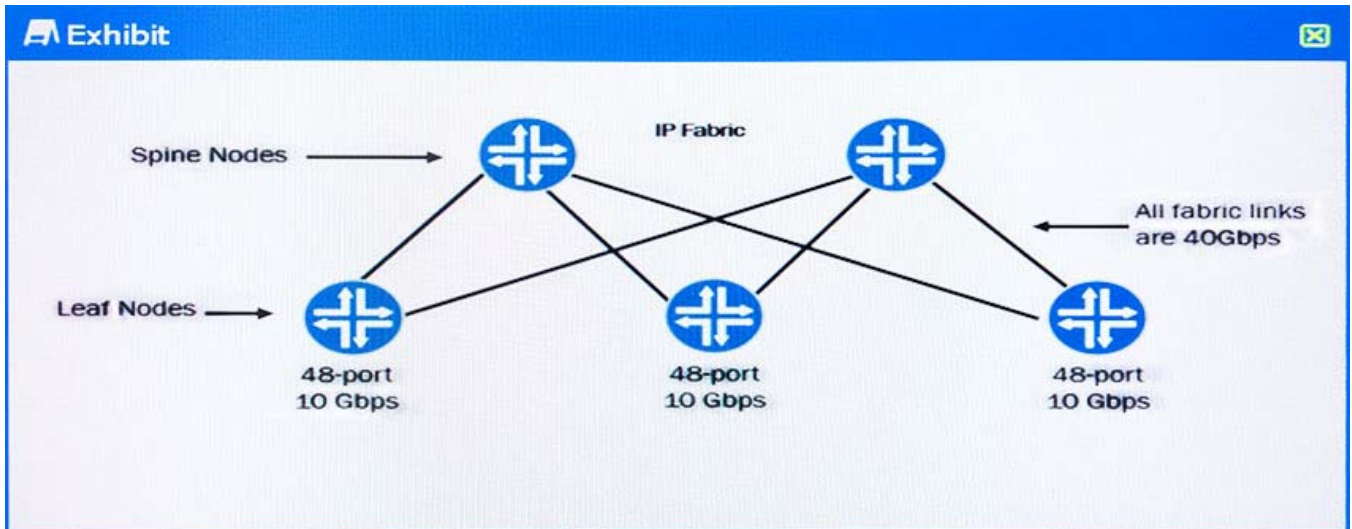 Exhibit
IP Fabric
Spine Nodes
All fabric links
are 40Gbps
Leaf Nodes
48-port
10 Gbps
48-port
10 Gbps
48-port
10 Gbps